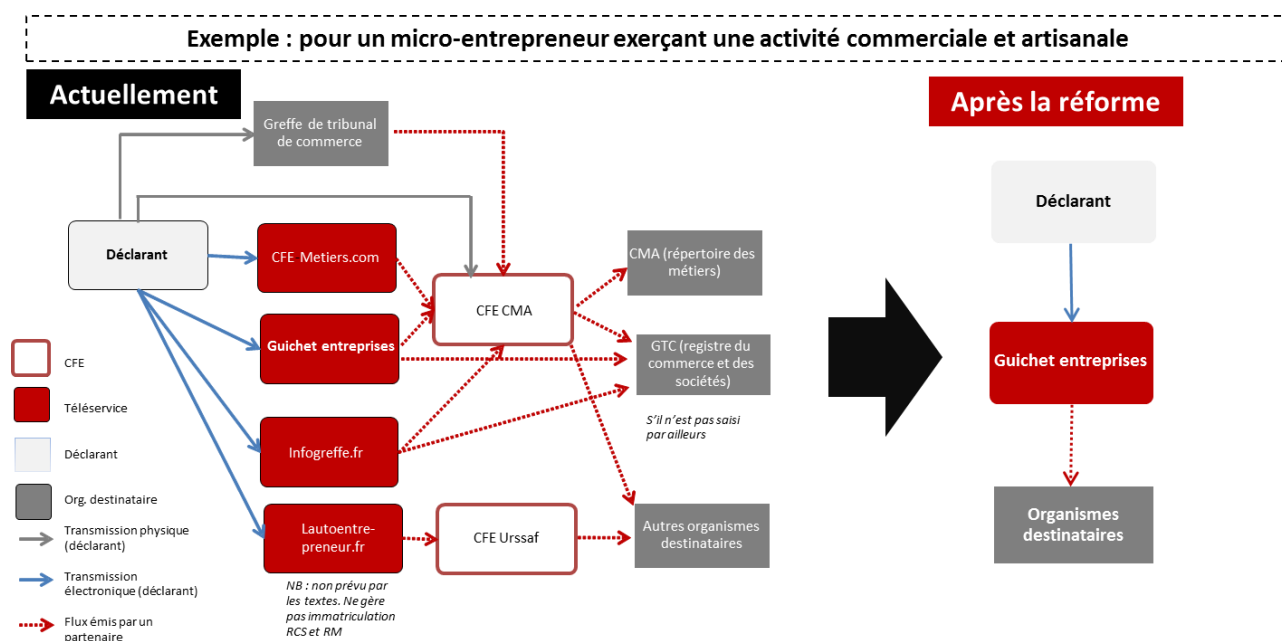 Exemple : pour un micro-entrepreneur exerçant une activité commerciale et artisanale
Actuellement
Après la réforme
Greffe de tribunal
de commerce
Déclarant
CFE Metiers.com
Guichet entreprises
Infogreffe.fr
Lautoentre-
preneur.fr
NB : non prévu par
les textes. Ne gère
pas immatriculation
RCS et RM
CFE CMA
CFE Urssaf
CMA (répertoire des
métiers)
GTC (registre du
commerce et des
sociétés)
S’il n’est pas saisi
par ailleurs
Autres organismes
destinataires
Déclarant
Guichet entreprises
Organismes
destinataires
CFE
Téléservice
Déclarant
Org. destinataire
Transmission physique
(déclarant)
Transmission
électronique (déclarant)
Flux émis par un
partenaire